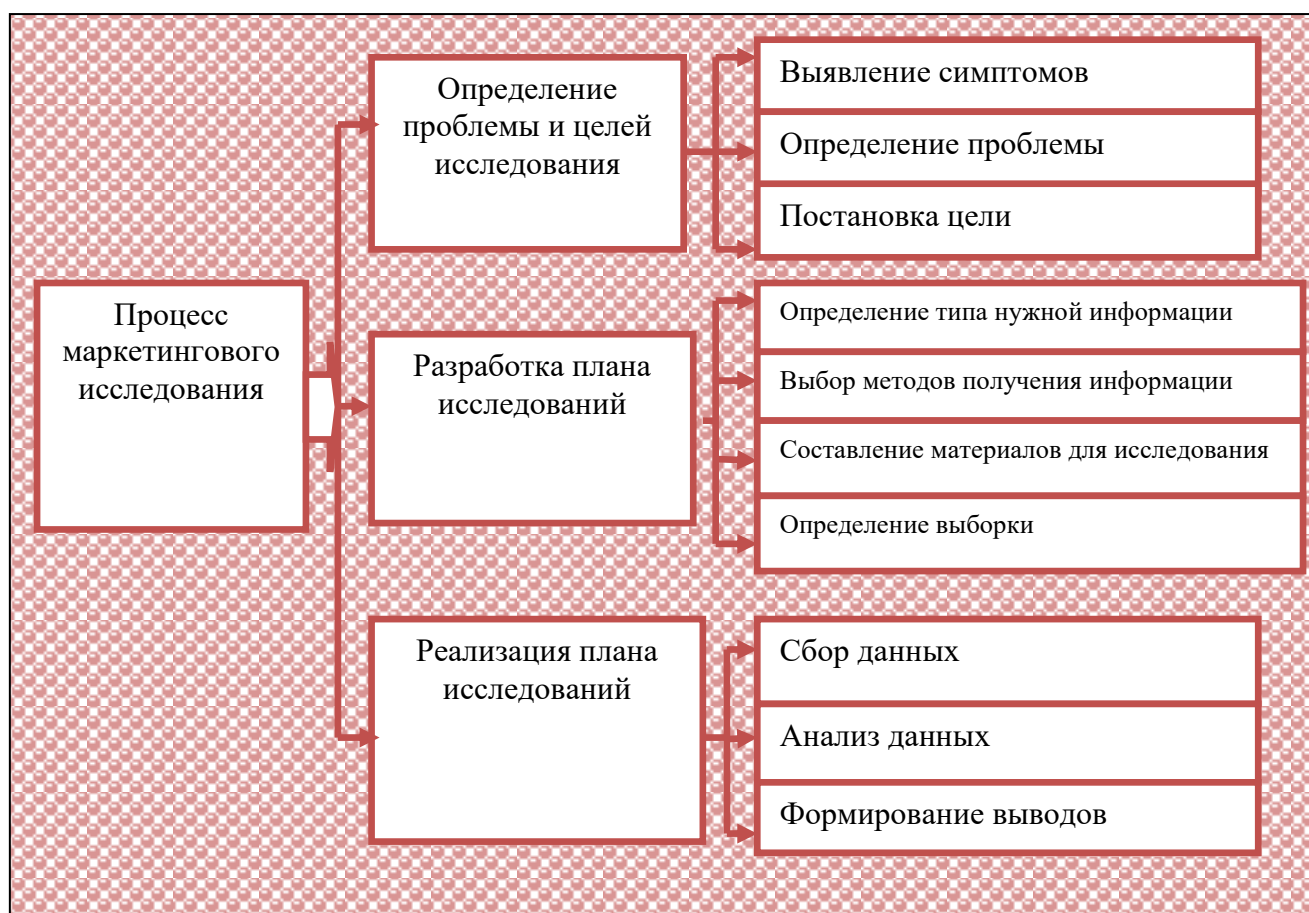 Процесс
маркетингового
исследования
Определение
проблемы и целей
исследования
Выявление симптомов
Определение проблемы
Постановка цели
Разработка плана
исследований
Определение типа нужной информации
Выбор методов получения информации
Составление материалов для исследования
Определение выборки
Реализация плана
исследований
Сбор данных
Анализ данных
Формирование выводов